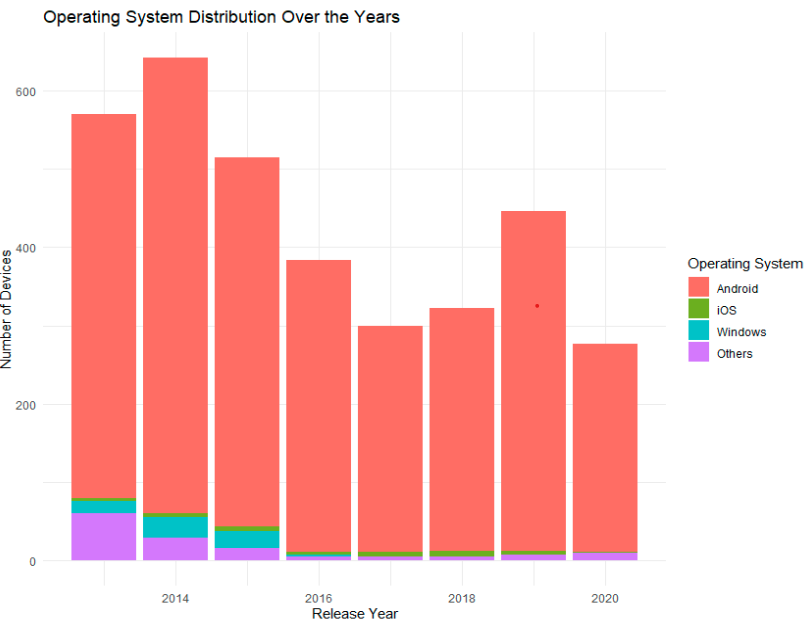 Operating System Distribution Over the Years
Number of Devices
600
400
200
0
2014 2016 2018 2020
Release Year
Operating System
Android
iOS
Windows
Others